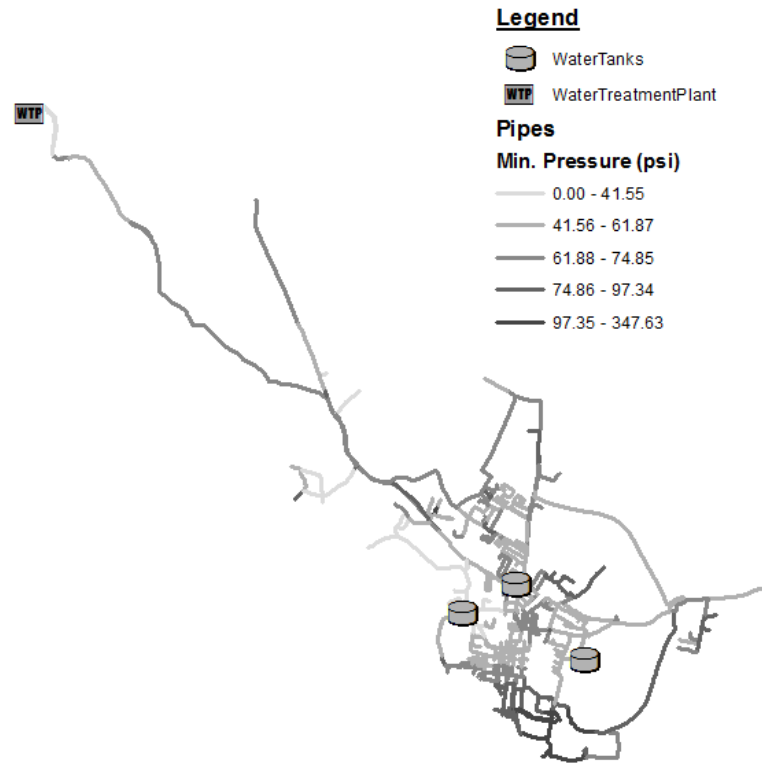 Legend
WaterTanks
WTP WaterTreatmentPlant
Pipes
Min. Pressure (psi)
0.00 - 41.55
41.56 - 61.87
61.88 - 74.85
74.86 - 97.34
97.35 - 347.63
WTP